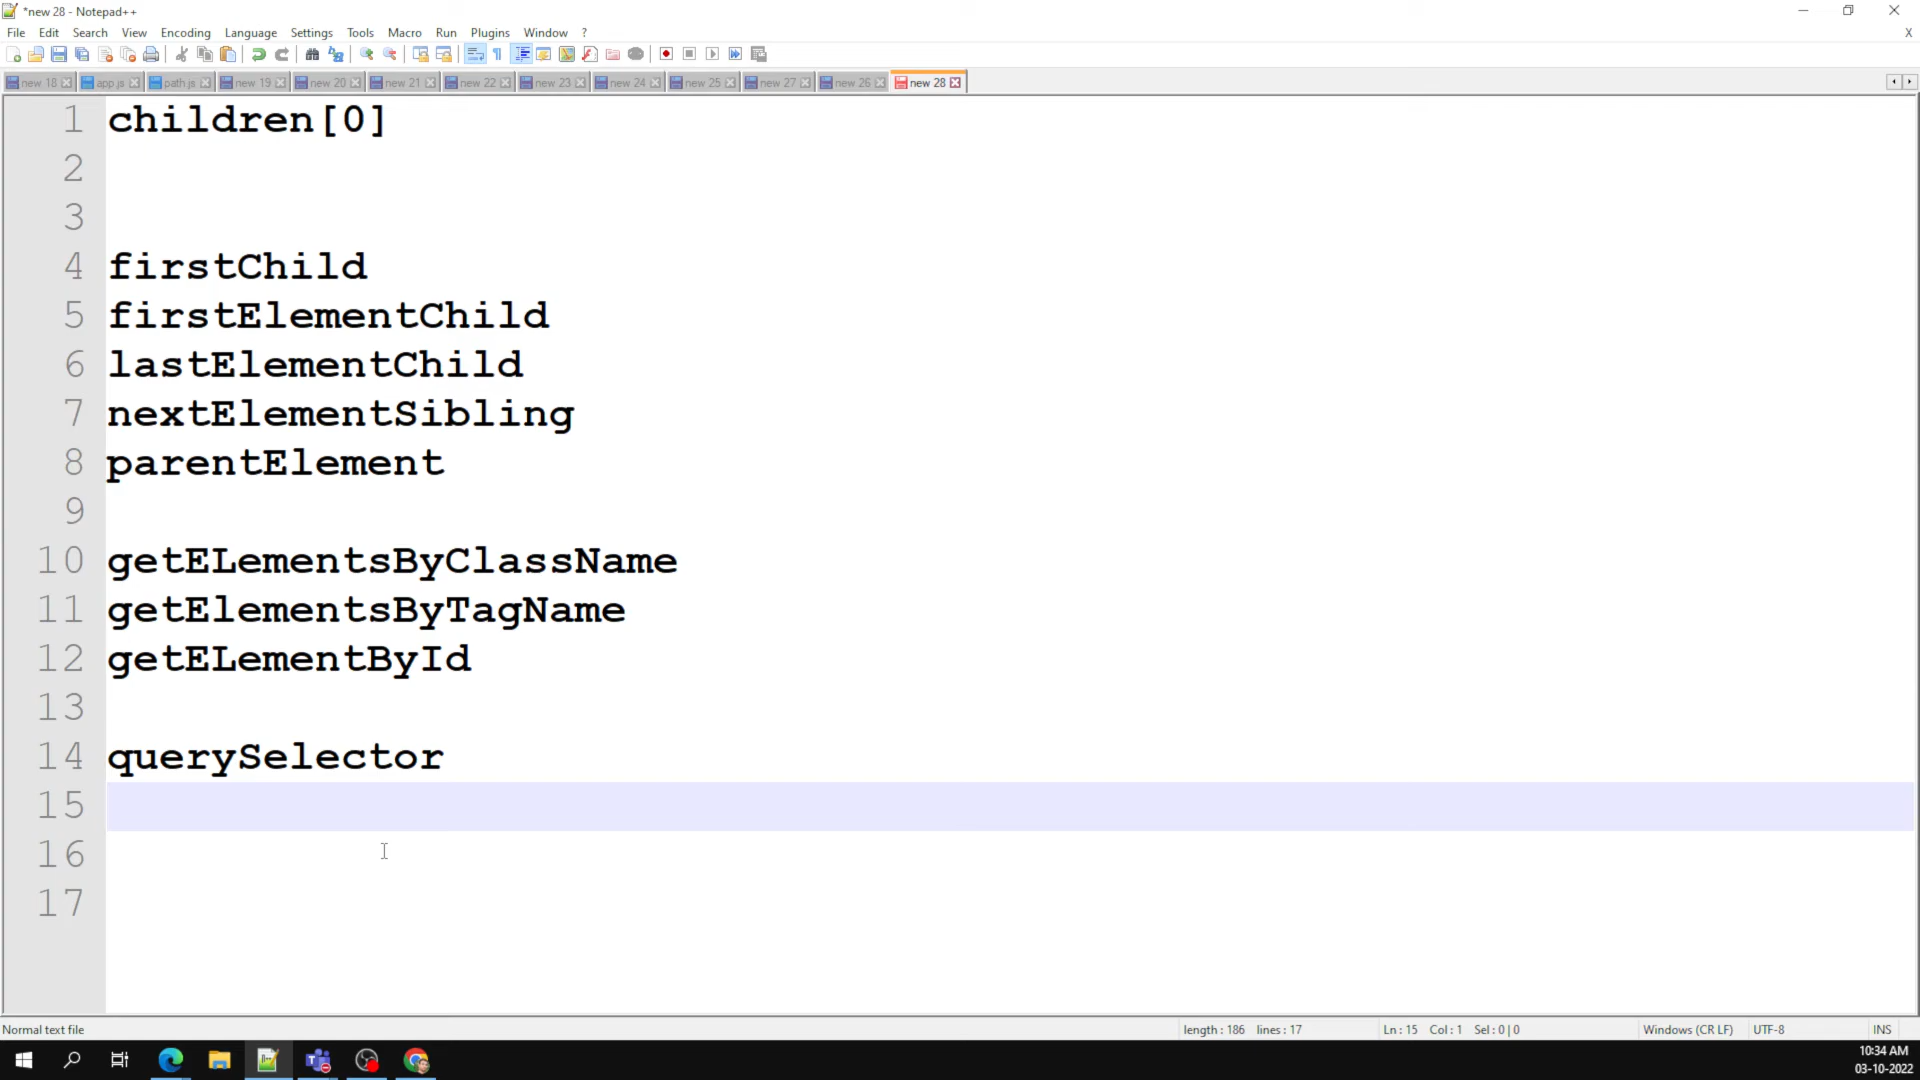 *new 28 - Notepad++
File Edit Search View Encoding Language Settings Tools Macro Run Plugins Window ? X
new 18 app.js path.js new 19 new 20 new 21 new 22 new 23 new 24 new 25 new 27 new 26 new 28
1 children[0]
2
3
4 firstChild
5 firstElementChild
6 lastElementChild
7 nextElementSibling
8 parentElement
9
10 getELementsByClassName
11 getElementsByTagName
12 getELementById
13
14 querySelector
15
16
17
Normal text file length : 186 lines : 17 Ln : 15 Col : 1 Sel : 0 | 0 Windows (CR LF) UTF-8 INS
10:34 AM
03-10-2022